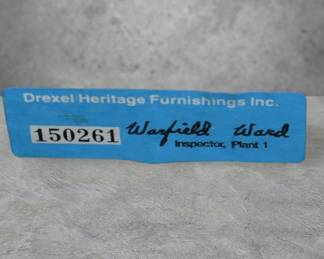 Drexel Heritage Furnishings Inc.
150261 Warfield Ward
Inspector, Plant 1